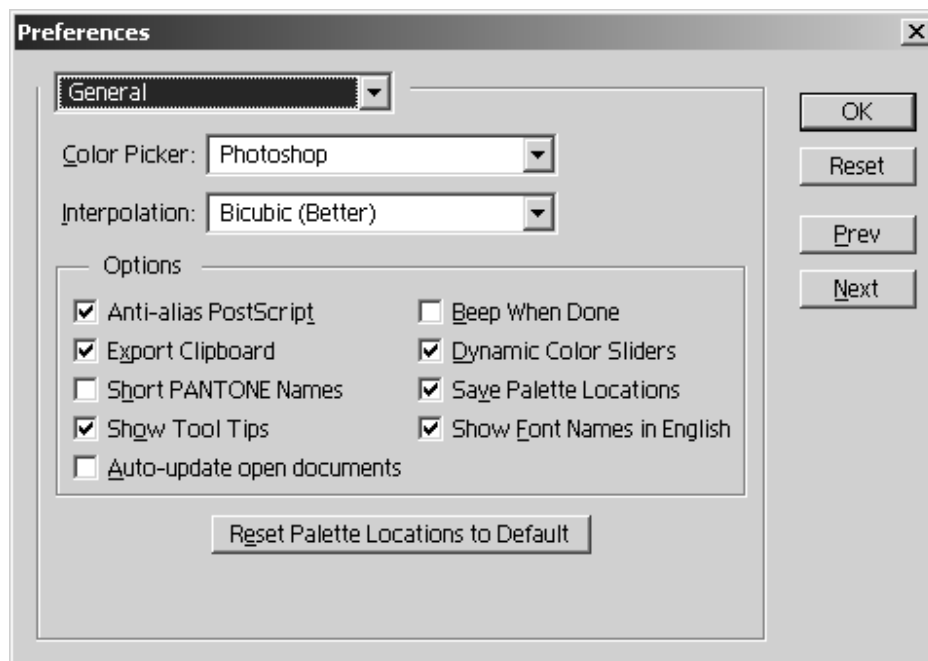 Preferences
General
OK
Color Picker: Photoshop
Reset
Interpolation: Bicubic (Better)
Prev
Options
Next
Anti-alias PostScript
Beep When Done
Export Clipboard
Dynamic Color Sliders
Short PANTONE Names
Save Palette Locations
Show Tool Tips
Show Font Names in English
Auto-update open documents
Reset Palette Locations to Default